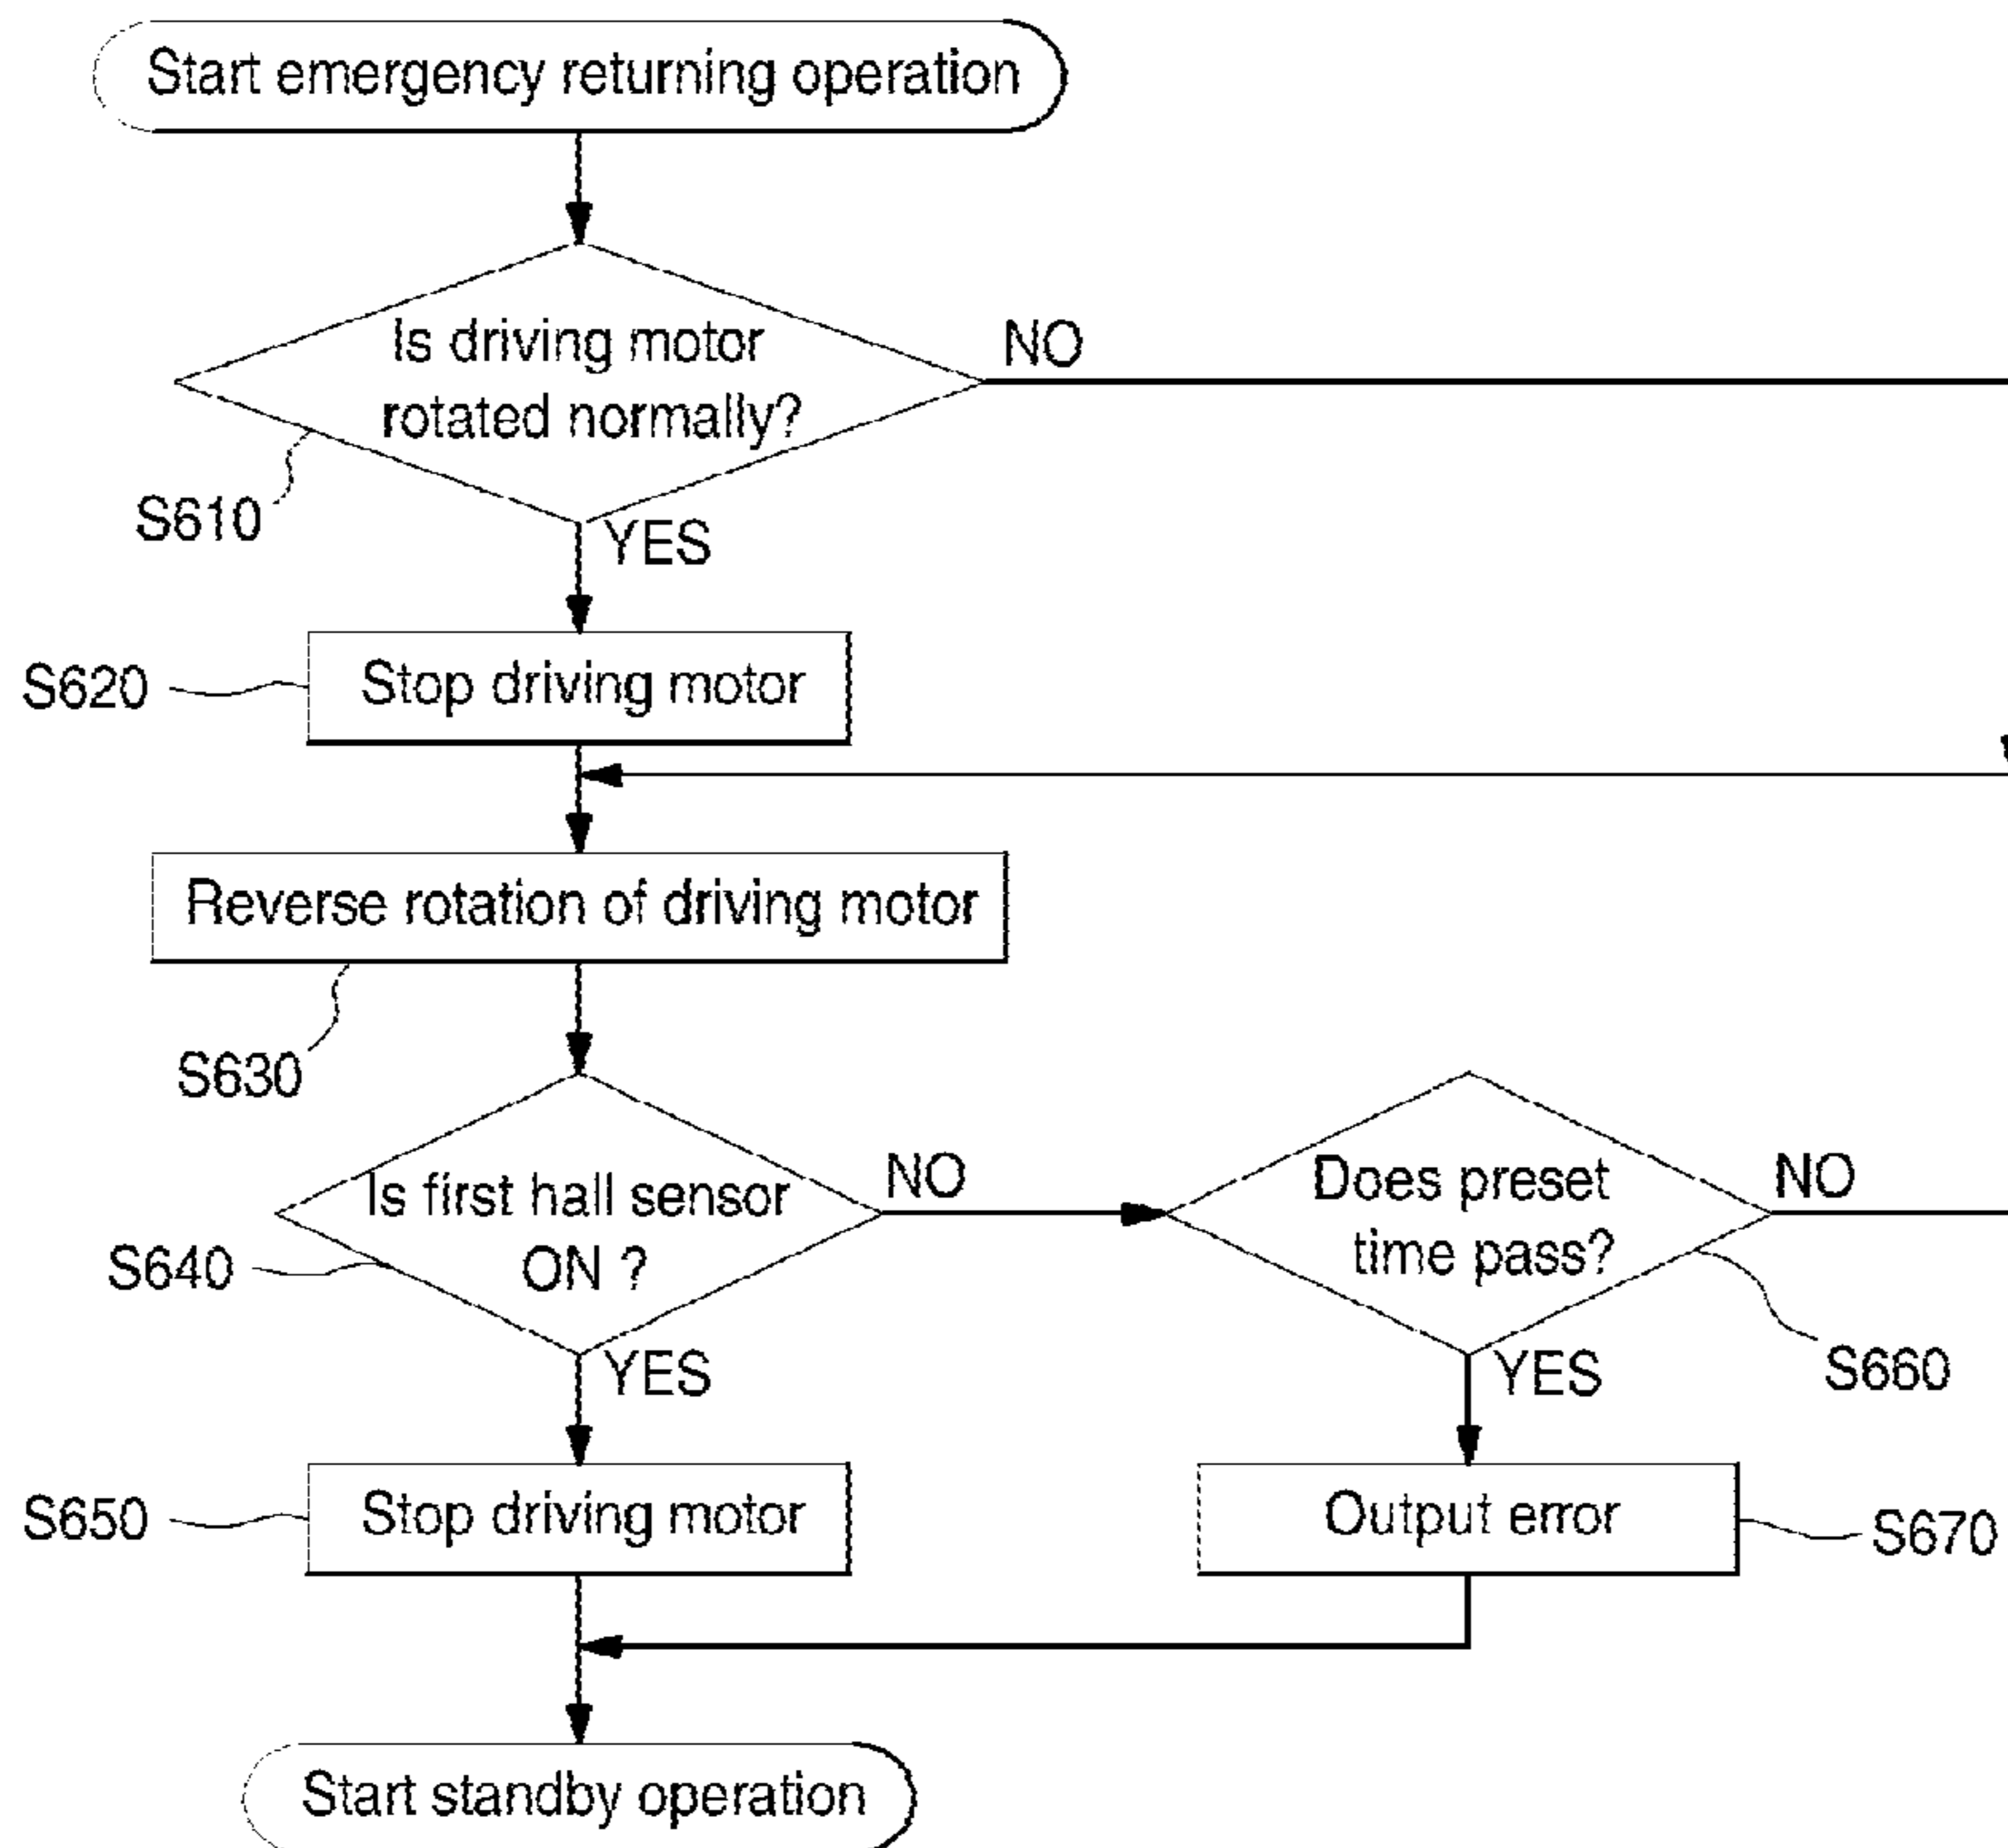 Start emergency returning operation
Is driving motor
rotated normally?
NO
S610
YES
S620
Stop driving motor
Reverse rotation of driving motor
S630
Is first hall sensor
ON ?
NO
Does preset
time pass?
NO
S640
YES
YES
S660
S650
Stop driving motor
Output error
S670
Start standby operation